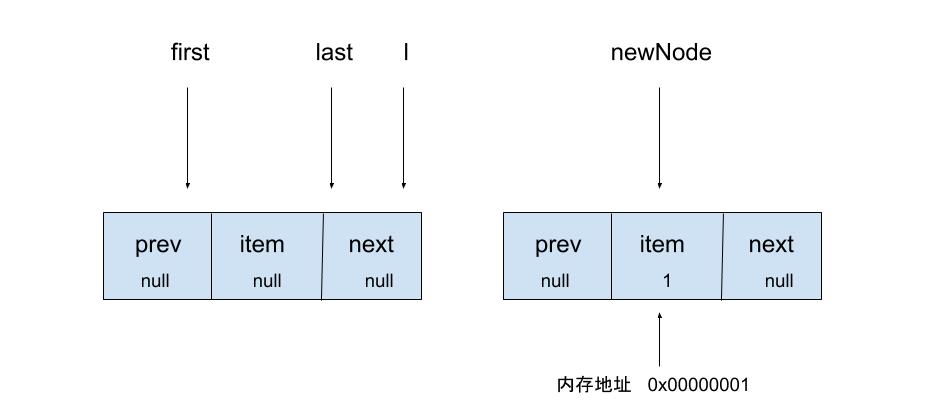 first last l newNode
prev item next prev item next
null null null null 1 null
内存地址 0x00000001